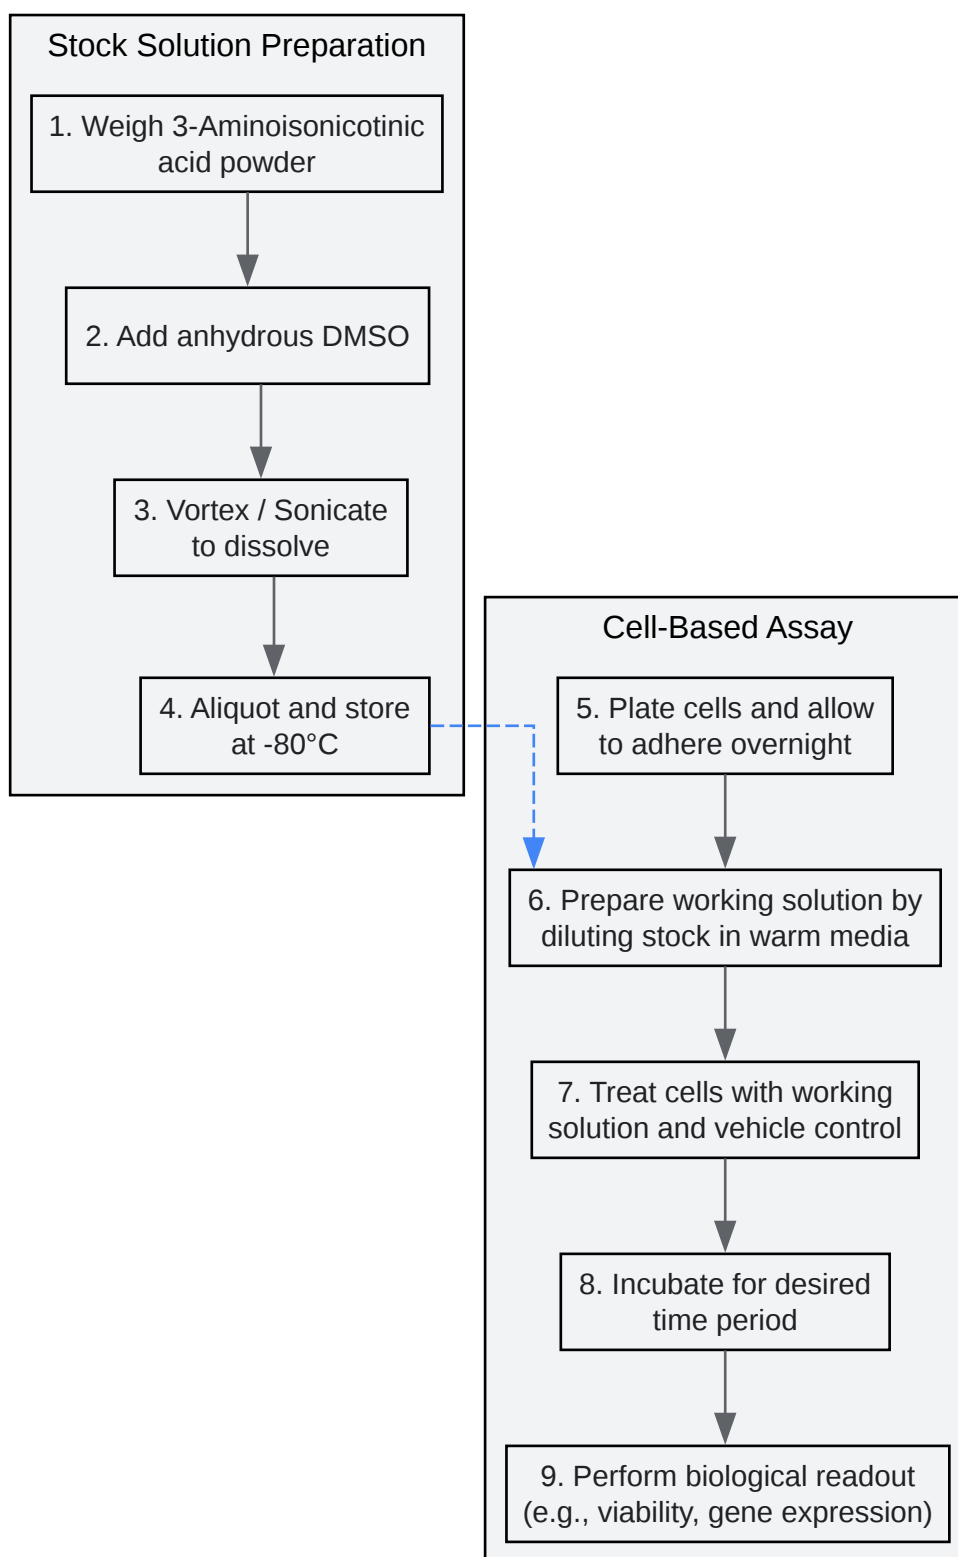 Stock Solution Preparation
1. Weigh 3-Aminoisonicotinic
acid powder
2. Add anhydrous DMSO
3. Vortex / Sonicate
to dissolve
4. Aliquot and store
at -80°C
Cell-Based Assay
5. Plate cells and allow
to adhere overnight
6. Prepare working solution by
diluting stock in warm media
7. Treat cells with working
solution and vehicle control
8. Incubate for desired
time period
9. Perform biological readout
(e.g., viability, gene expression)